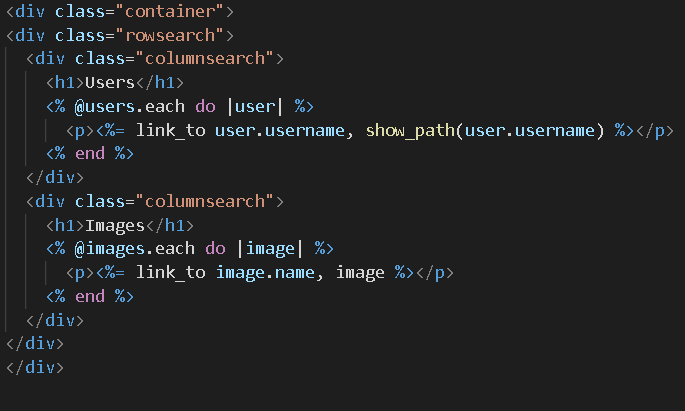 <div class="container">
<div class="rowsearch">
  <div class="columnsearch">
    <h1>Users</h1>
    <% @users.each do |user| %>
      <p><%= link_to user.username, show_path(user.username) %></p>
    <% end %>
  </div>
  <div class="columnsearch">
    <h1>Images</h1>
    <% @images.each do |image| %>
      <p><%= link_to image.name, image %></p>
    <% end %>
  </div>
</div>
</div>